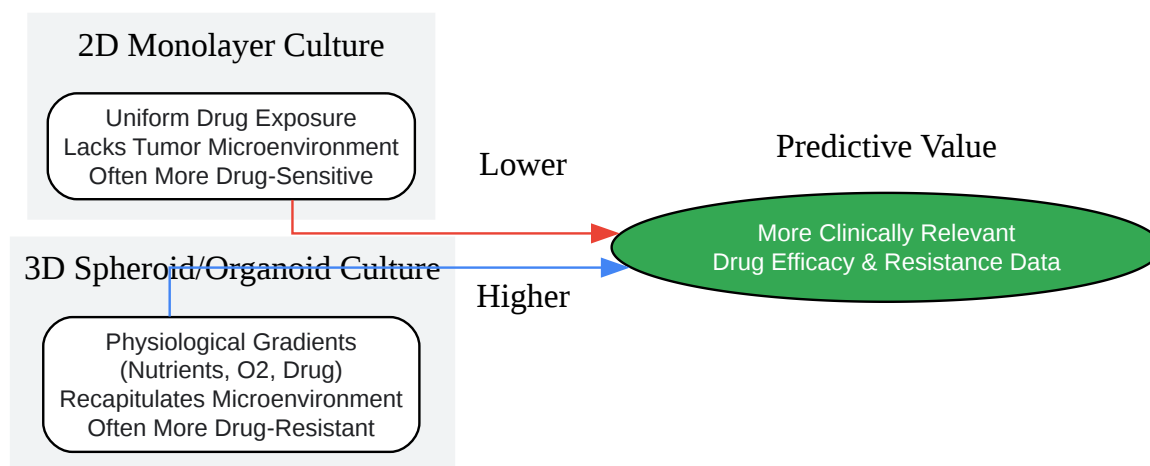 2D Monolayer Culture
Uniform Drug Exposure
Lacks Tumor Microenvironment
Often More Drug-Sensitive
Lower
Predictive Value
More Clinically Relevant
Drug Efficacy & Resistance Data
3D Spheroid/Organoid Culture
Higher
Physiological Gradients
(Nutrients, O2, Drug)
Recapitulates Microenvironment
Often More Drug-Resistant